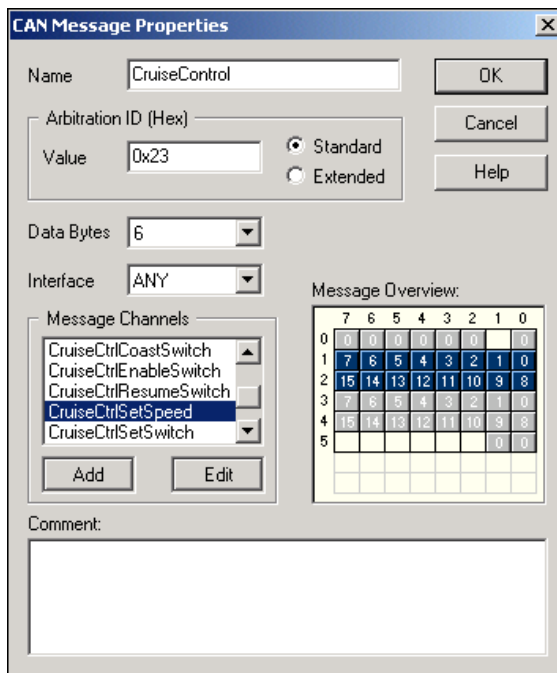 CAN Message Properties
Name
CruiseControl
OK
Arbitration ID (Hex)
Value
0x23
Standard
Extended
Cancel
Help
Data Bytes
6
Interface
ANY
Message Channels
CruiseCtrlCoastSwitch
CruiseCtrlEnableSwitch
CruiseCtrlResumeSwitch
CruiseCtrlSetSpeed
CruiseCtrlSetSwitch
Add
Edit
Message Overview:
7 6 5 4 3 2 1 0
0 0 0 0 0 0 0 0
1 7 6 5 4 3 2 1 0
2 15 14 13 12 11 10 9 8
3 7 6 5 4 3 2 1 0
4 15 14 13 12 11 10 9 8
5 0 0
Comment: